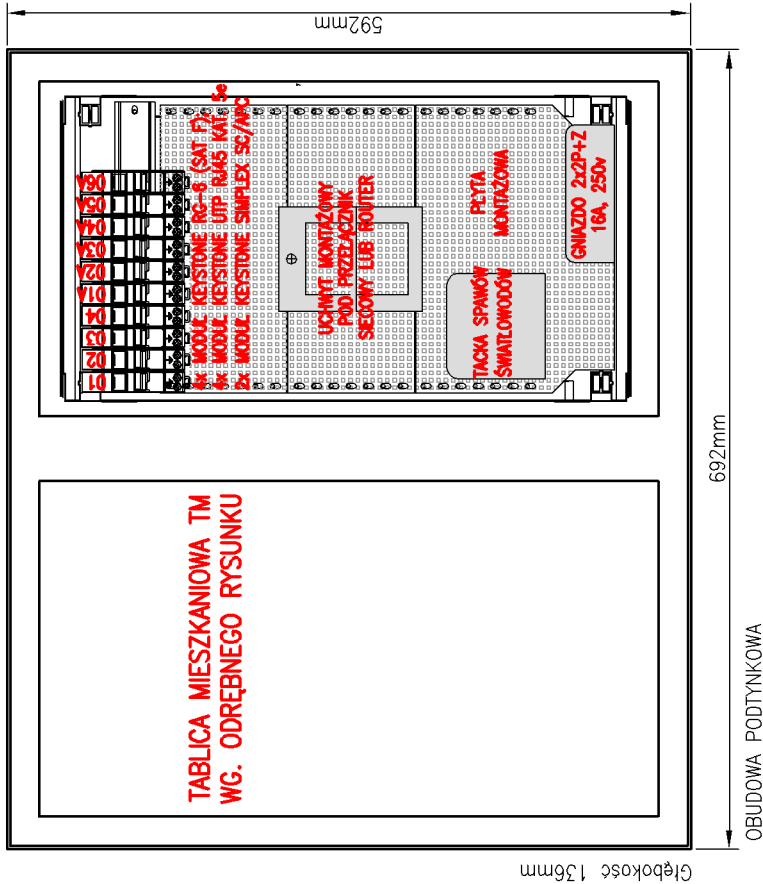 592mm
01
02
03
04
01A
02A
03A
04A
05A
06A
4x MODUŁ KEYSTONE RG-6 (SAT F);
4x MODUŁ KEYSTONE UTP RJ45 KAT. 5e
2x MODUŁ KEYSTONE SIMPLEX SC/APC
UCHWYT MONTAŻOWY
POD PRZEŁĄCZNIK
SIECIOWY LUB ROUTER
TACKA SPAWÓW
ŚWIATŁOWODÓW
PŁYTA
MONTAŻOWA
GNIAZDO 2x2P+Z
16A, 250v
TABLICA MIESZKANIOWA TM
WG. ODRĘBNEGO RYSUNKU
692mm
OBUDOWA PODTYNKOWA
Głębokość 136mm